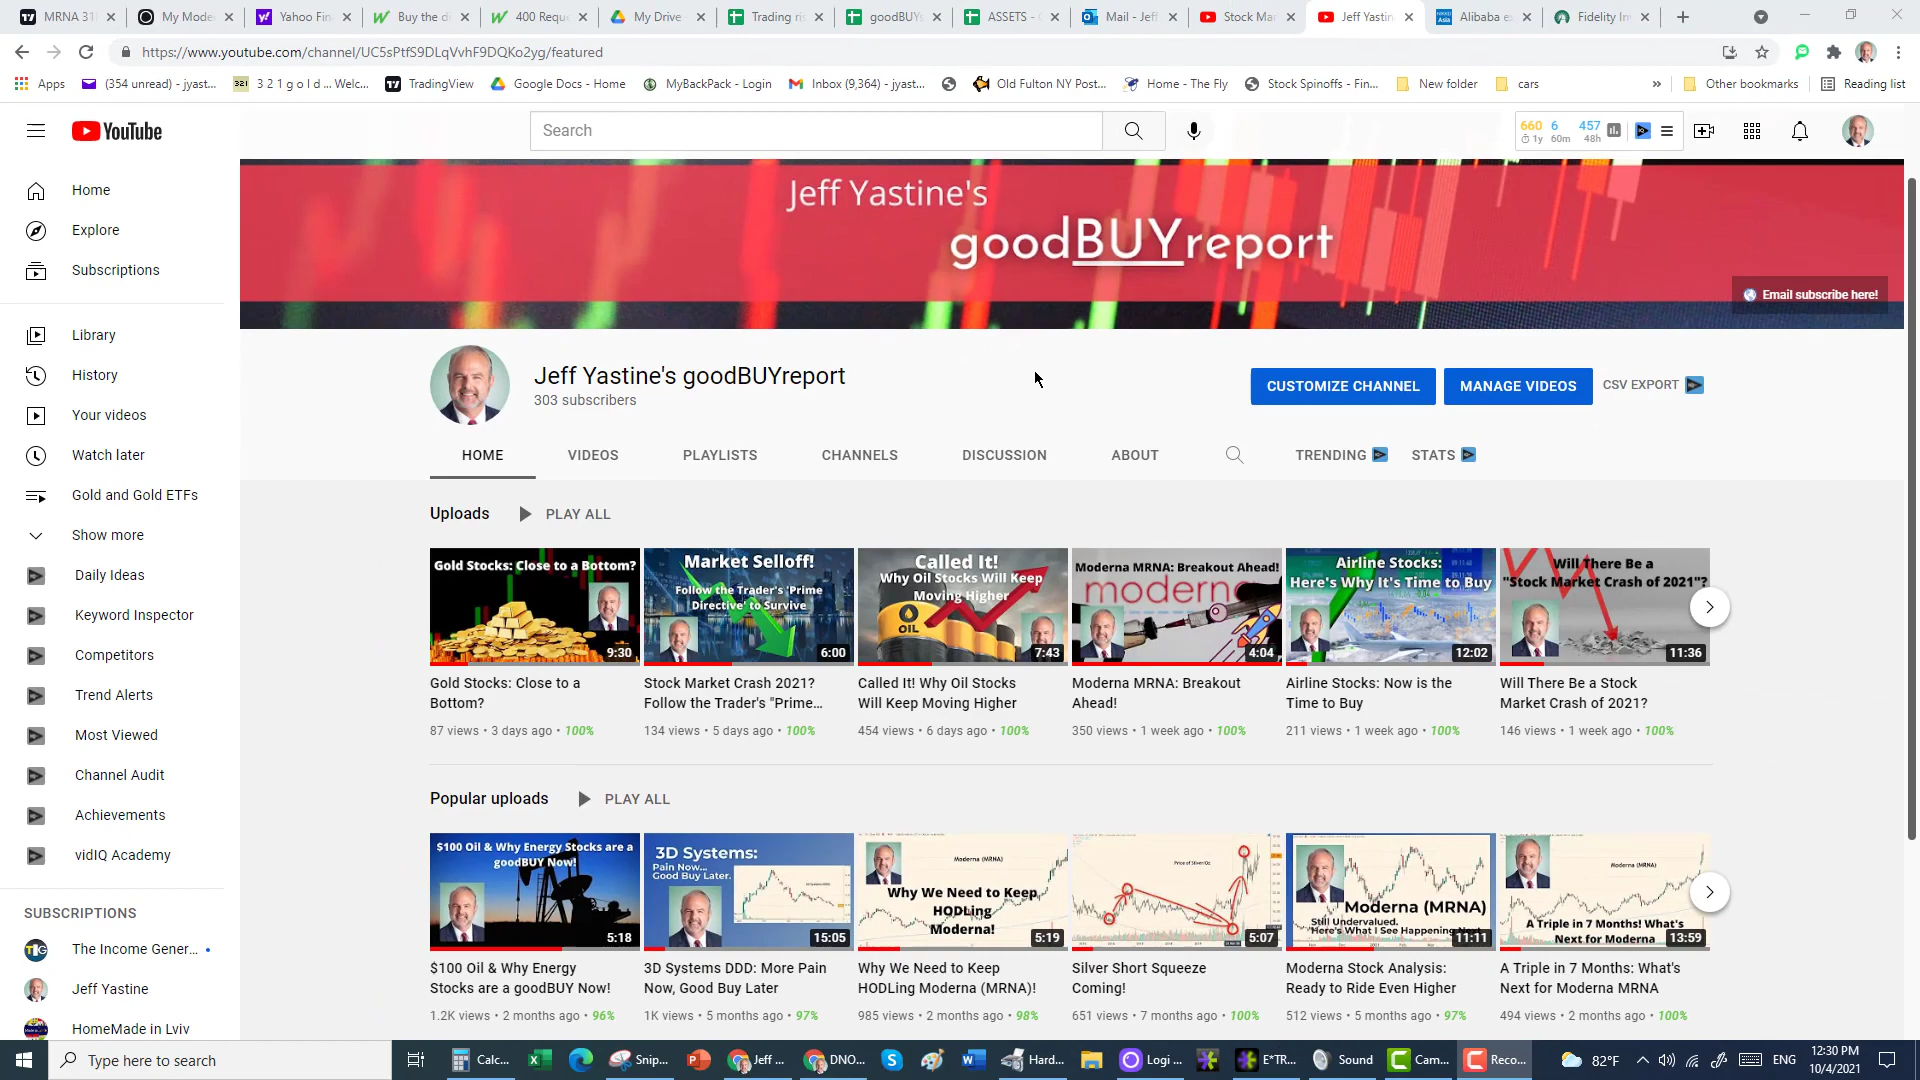 MRNA 31
My Mode
Yahoo Fin
Buy the di
400 Requ
My Drive
Trading ris
goodBUY
ASSETS - G
Mail - Jeff
Stock Mar
Jeff Yastin
Alibaba e
Fidelity In
https://www.youtube.com/channel/UC5sPtfS9DLqVvhF9DQKo2yg/featured
Apps
(354 unread) - jyast...
321
3 2 1 g o l d ... Welc...
TradingView
Google Docs - Home
MyBackPack - Login
Inbox (9,364) - jyast...
Old Fulton NY Post...
Home - The Fly
Stock Spinoffs - Fin...
New folder
cars
»
Other bookmarks
Reading list
YouTube
Search
660 6 457
1y 60m 48h
Home
Explore
Subscriptions
Library
History
Your videos
Watch later
Gold and Gold ETFs
Show more
Daily Ideas
Keyword Inspector
Competitors
Trend Alerts
Most Viewed
Channel Audit
Achievements
vidIQ Academy
SUBSCRIPTIONS
The Income Gener...
Jeff Yastine
HomeMade in Lviv
Jeff Yastine's
goodBUYreport
Email subscribe here!
Jeff Yastine's goodBUYreport
303 subscribers
CUSTOMIZE CHANNEL
MANAGE VIDEOS
CSV EXPORT
HOME
VIDEOS
PLAYLISTS
CHANNELS
DISCUSSION
ABOUT
TRENDING
STATS
Uploads
PLAY ALL
Gold Stocks: Close to a Bottom?
9:30
Gold Stocks: Close to a
Bottom?
87 views • 3 days ago • 100%
Market Selloff!
Follow the Trader's 'Prime
Directive' to Survive
6:00
Stock Market Crash 2021?
Follow the Trader's "Prime...
134 views • 5 days ago • 100%
Called It!
Why Oil Stocks Will Keep
Moving Higher
OIL
7:43
Called It! Why Oil Stocks
Will Keep Moving Higher
454 views • 6 days ago • 100%
Moderna MRNA: Breakout Ahead!
moderna
4:04
Moderna MRNA: Breakout
Ahead!
350 views • 1 week ago • 100%
Airline Stocks:
Here's Why It's Time to Buy
12:02
Airline Stocks: Now is the
Time to Buy
211 views • 1 week ago • 100%
Will There Be a
"Stock Market Crash of 2021"?
11:36
Will There Be a Stock
Market Crash of 2021?
146 views • 1 week ago • 100%
Popular uploads
PLAY ALL
$100 Oil & Why Energy Stocks are a
goodBUY Now!
5:18
$100 Oil & Why Energy
Stocks are a goodBUY Now!
1.2K views • 2 months ago • 96%
3D Systems:
Pain Now...
Good Buy Later.
15:05
3D Systems DDD: More Pain
Now, Good Buy Later
1K views • 5 months ago • 97%
Moderna (MRNA)
Why We Need to Keep
HODLing
Moderna!
5:19
Why We Need to Keep
HODLing Moderna (MRNA)!
985 views • 2 months ago • 98%
Price of Silver/Oz.
5:07
Silver Short Squeeze
Coming!
651 views • 7 months ago • 100%
Moderna (MRNA)
Still Undervalued.
Here's What I See Happening Next
11:11
Moderna Stock Analysis:
Ready to Ride Even Higher
512 views • 5 months ago • 97%
Moderna (MRNA)
A Triple in 7 Months! What's
Next for Moderna
13:59
A Triple in 7 Months: What's
Next for Moderna MRNA
494 views • 2 months ago • 100%
Type here to search
Calc...
Snip...
Jeff ...
DNO...
Hard...
Logi ...
E*TR...
Sound
Cam...
Reco...
82°F
ENG
12:30 PM
10/4/2021